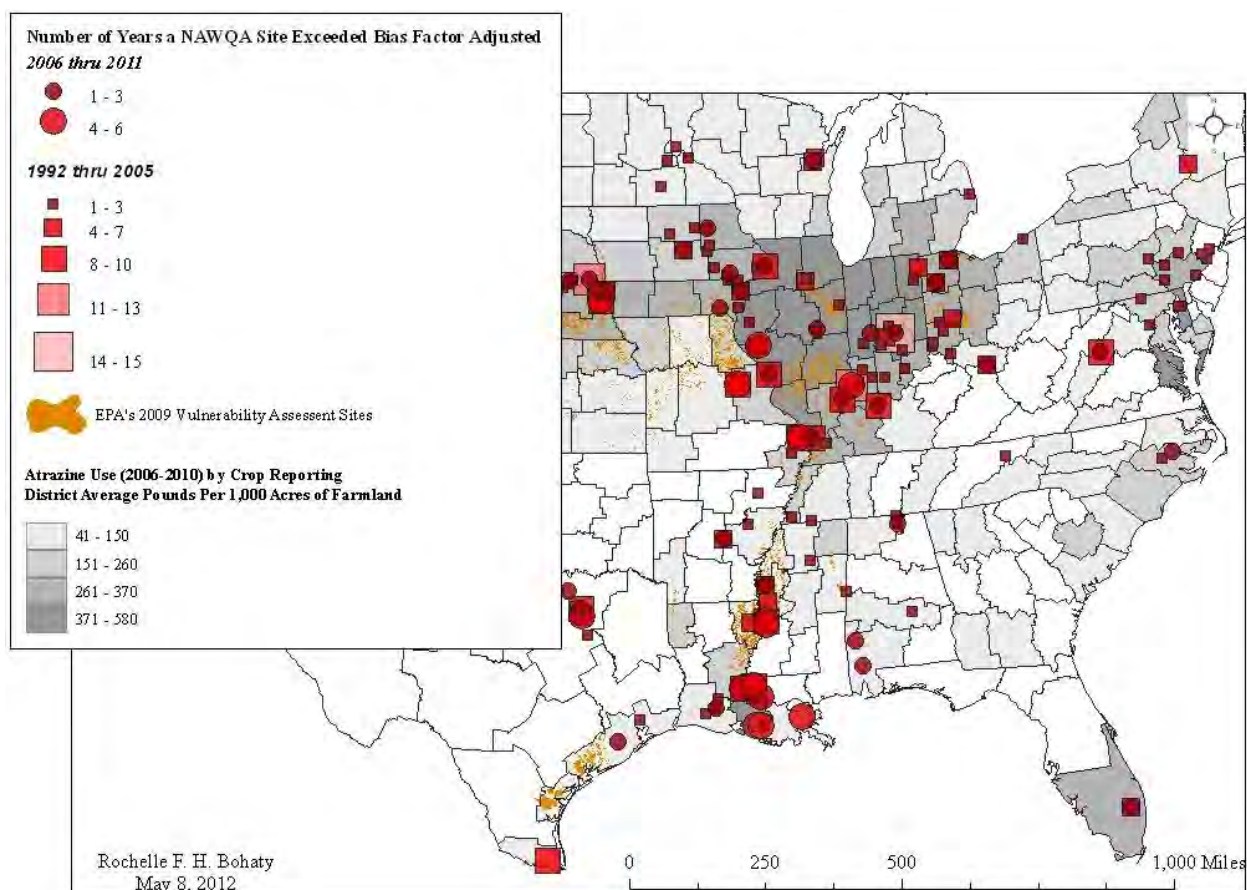 Number of Years a NAWQA Site Exceeded Bias Factor Adjusted
2006 thru 2011
1 - 3
4 - 6
1992 thru 2005
1 - 3
4 - 7
8 - 10
11 - 13
14 - 15
EPA's 2009 Vulnerability Assessent Sites
Atrazine Use (2006-2010) by Crop Reporting
District Average Pounds Per 1,000 Acres of Farmland
41 - 150
151 - 260
261 - 370
371 - 580
Rochelle F. H. Bohaty
May 8, 2012
0 250 500 1,000 Miles